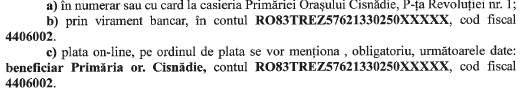 a) în numerar sau cu card la casieria Primăriei Orașului Cisnădie, P-ța Revoluției nr. 1;
b) prin virament bancar, în contul RO83TREZ57621330250XXXXX, cod fiscal
4406002.
c) plata on-line, pe ordinul de plata se vor menționa , obligatoriu, următoarele date:
beneficiar Primăria or. Cisnădie, contul RO83TREZ57621330250XXXXX, cod fiscal
4406002.